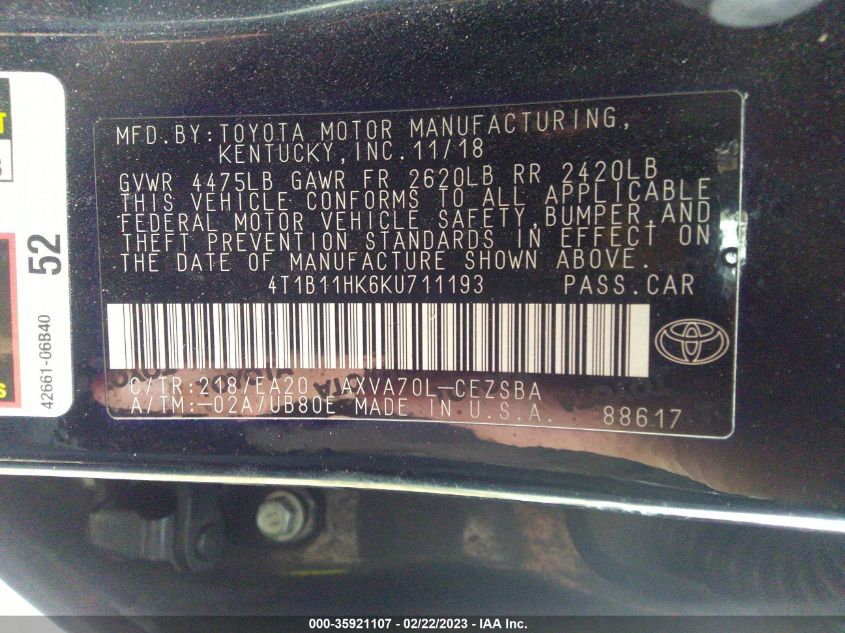 MFD.BY:TOYOTA MOTOR MANUFACTURING,
KENTUCKY,INC.11/18
GVWR 4475LB GAWR FR 2620LB RR 2420LB
THIS VEHICLE CONFORMS TO ALL APPLICABLE
FEDERAL MOTOR VEHICLE SAFETY,BUMPER,AND
THEFT PREVENTION STANDARDS IN EFFECT ON
THE DATE OF MANUFACTURE SHOWN ABOVE.
4T1B11HK6KU711193 PASS.CAR
C/TR:218/EA20 AXVA70L-CEZSBA
A/TM:-02A/UB80E MADE IN U.S.A. 88617
52
42661-06B40
000-35921107 - 02/22/2023 - IAA Inc.